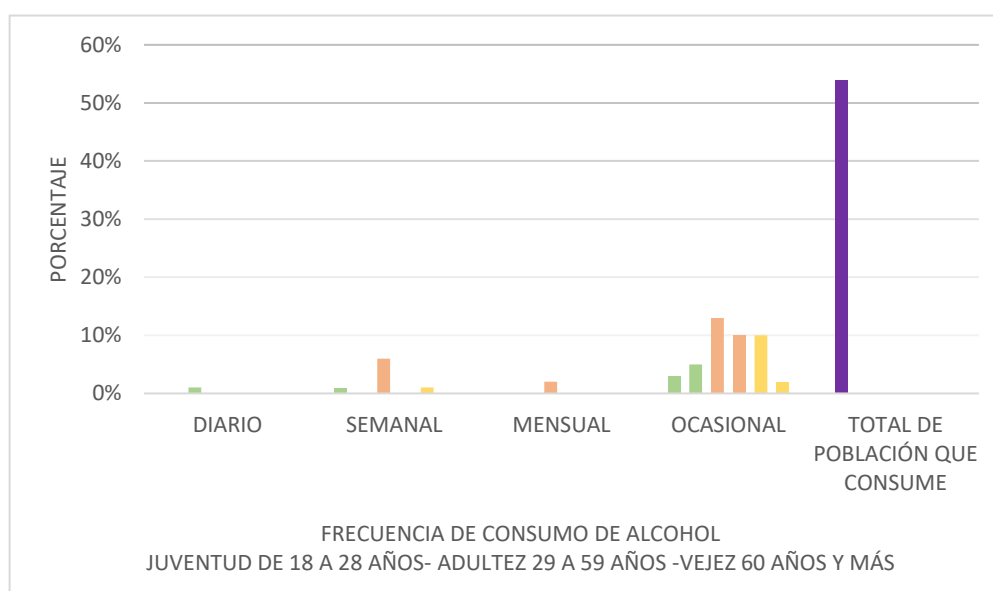 60%
50%
40%
30%
20%
10%
0%
PORCENTAJE
DIARIO
SEMANAL
MENSUAL
OCASIONAL
TOTAL DE
POBLACIÓN QUE
CONSUME
FRECUENCIA DE CONSUMO DE ALCOHOL
JUVENTUD DE 18 A 28 AÑOS- ADULTEZ 29 A 59 AÑOS -VEJEZ 60 AÑOS Y MÁS